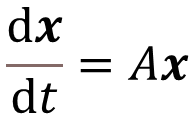 d𝒙/dt = A𝒙